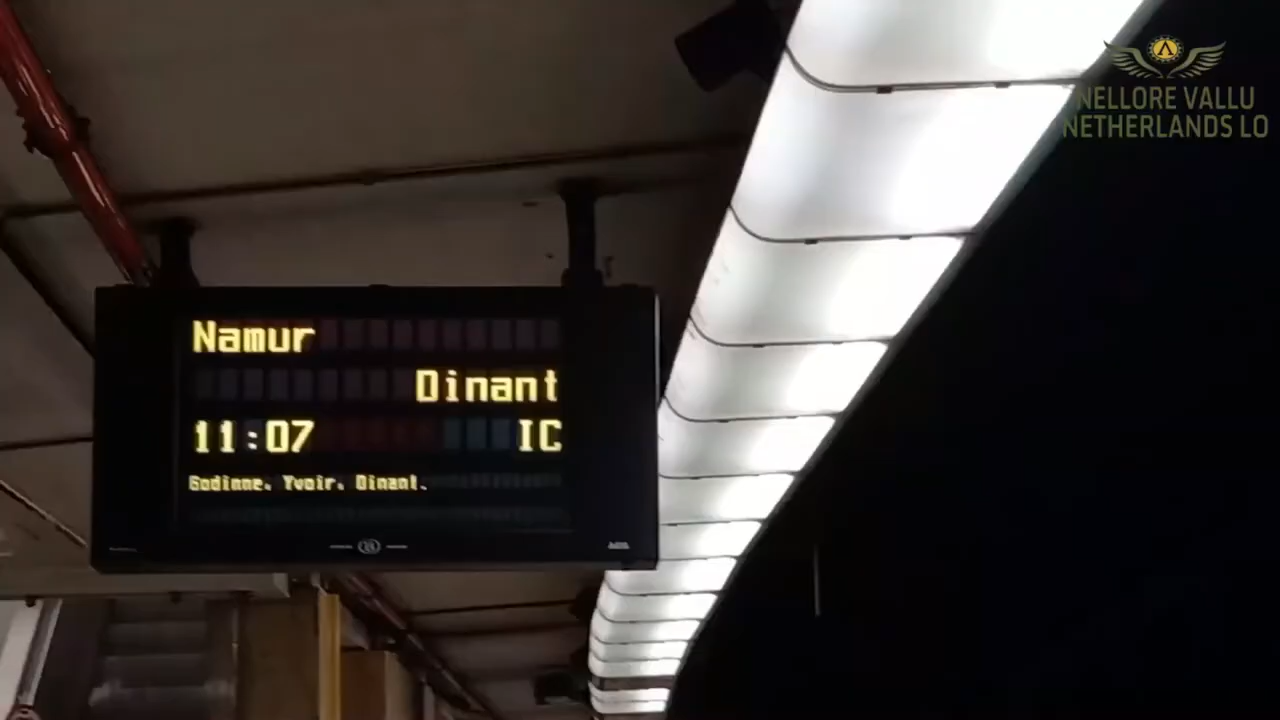 NELLORE VALLU
NETHERLANDS LO
Namur
Dinant
11:07 IC
Godinne. Yvoir. Dinant.